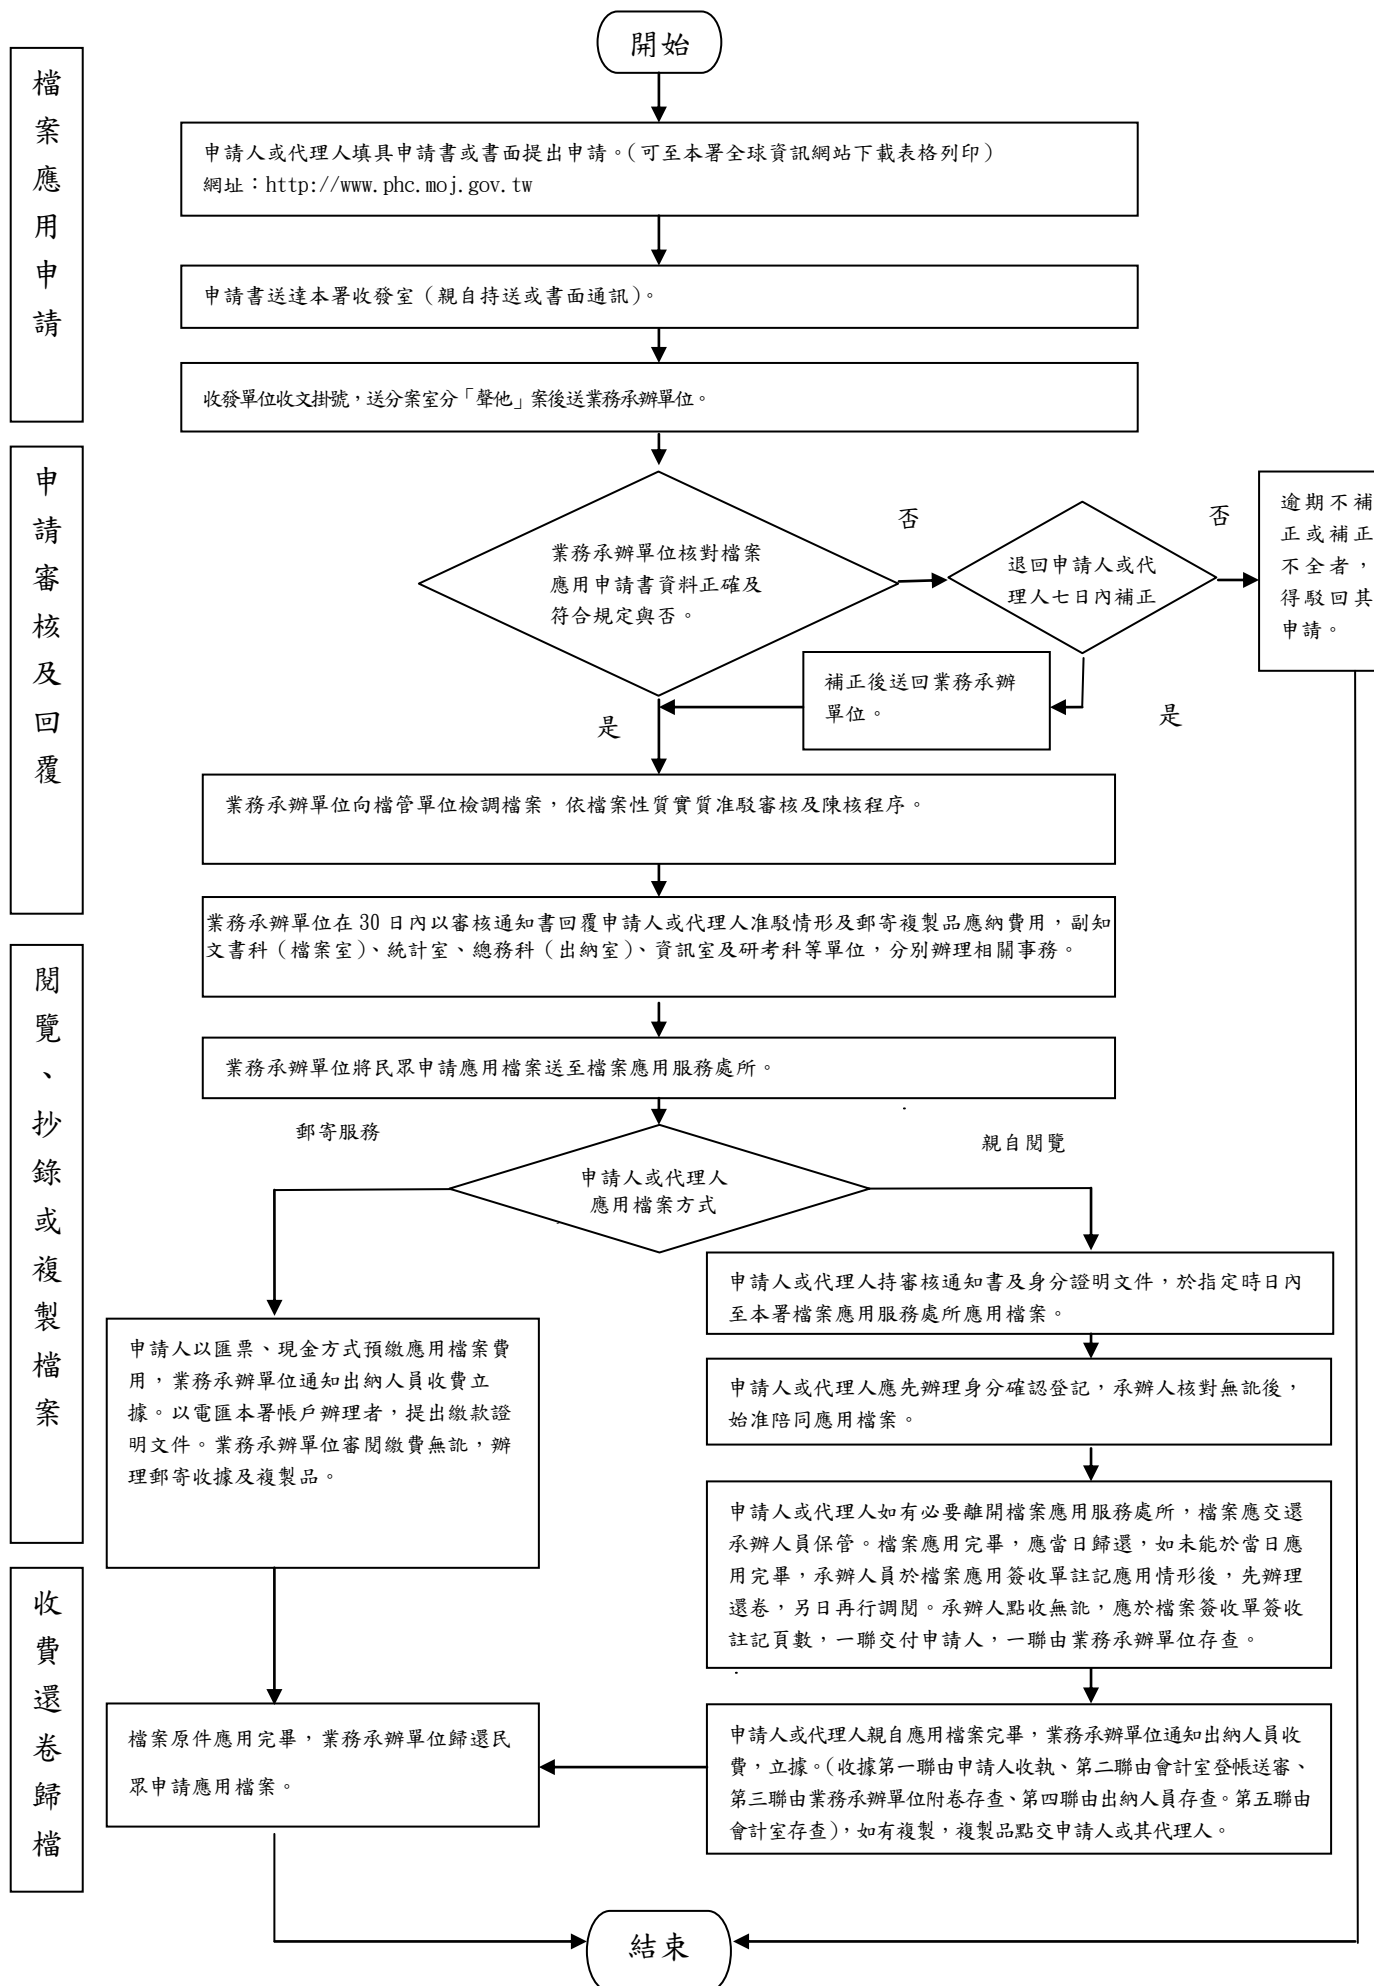 開始
檔案應用申請
申請人或代理人填具申請書或書面提出申請。(可至本署全球資訊網站下載表格列印)
網址：http://www.phc.moj.gov.tw
申請書送達本署收發室（親自持送或書面通訊)。
收發單位收文掛號，送分案室分「聲他」案後送業務承辦單位。
申請審核及回覆
業務承辦單位核對檔案
應用申請書資料正確及
符合規定與否。
否
退回申請人或代
理人七日內補正
否
逾期不補
正或補正
不全者，
得駁回其
申請。
補正後送回業務承辦
單位。
是
是
業務承辦單位向檔管單位檢調檔案，依檔案性質實質准駁審核及陳核程序。
業務承辦單位在 30 日內以審核通知書回覆申請人或代理人准駁情形及郵寄複製品應納費用，副知
文書科（檔案室）、統計室、總務科（出納室）、資訊室及研考科等單位，分別辦理相關事務。
閱覽、抄錄或複製檔案
業務承辦單位將民眾申請應用檔案送至檔案應用服務處所。
郵寄服務
親自閱覽
申請人或代理人
應用檔案方式
申請人或代理人持審核通知書及身分證明文件，於指定時日內
至本署檔案應用服務處所應用檔案。
申請人以匯票、現金方式預繳應用檔案費
用，業務承辦單位通知出納人員收費立
據。以電匯本署帳戶辦理者，提出繳款證
明文件。業務承辦單位審閱繳費無訛，辦
理郵寄收據及複製品。
申請人或代理人應先辦理身分確認登記，承辦人核對無訛後，
始准陪同應用檔案。
申請人或代理人如有必要離開檔案應用服務處所，檔案應交還
承辦人員保管。檔案應用完畢，應當日歸還，如未能於當日應
用完畢，承辦人員於檔案應用簽收單註記應用情形後，先辦理
還卷，另日再行調閱。承辦人點收無訛，應於檔案簽收單簽收
註記頁數，一聯交付申請人，一聯由業務承辦單位存查。
收費還卷歸檔
檔案原件應用完畢，業務承辦單位歸還民
眾申請應用檔案。
申請人或代理人親自應用檔案完畢，業務承辦單位通知出納人員收
費，立據。(收據第一聯由申請人收執、第二聯由會計室登帳送審、
第三聯由業務承辦單位附卷存查、第四聯由出納人員存查。第五聯由
會計室存查)，如有複製，複製品點交申請人或其代理人。
結束